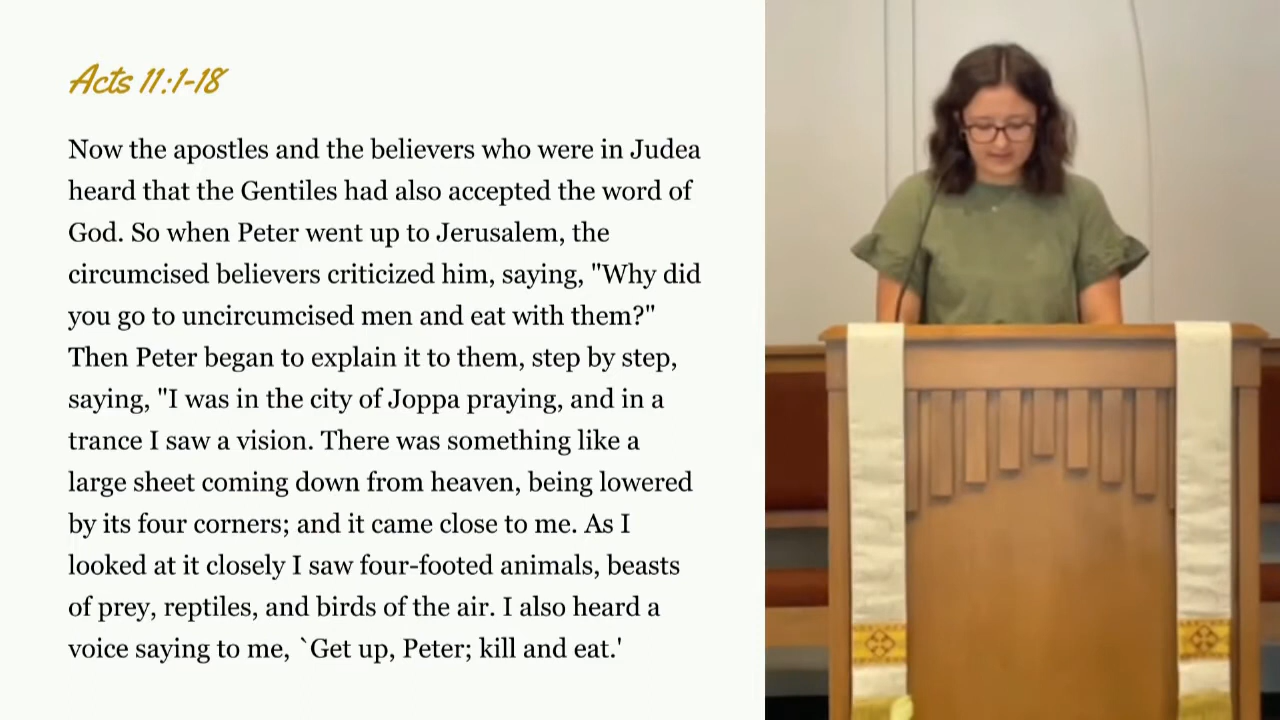 Acts 11:1-18
Now the apostles and the believers who were in Judea
heard that the Gentiles had also accepted the word of
God. So when Peter went up to Jerusalem, the
circumcised believers criticized him, saying, "Why did
you go to uncircumcised men and eat with them?"
Then Peter began to explain it to them, step by step,
saying, "I was in the city of Joppa praying, and in a
trance I saw a vision. There was something like a
large sheet coming down from heaven, being lowered
by its four corners; and it came close to me. As I
looked at it closely I saw four-footed animals, beasts
of prey, reptiles, and birds of the air. I also heard a
voice saying to me, `Get up, Peter; kill and eat.'